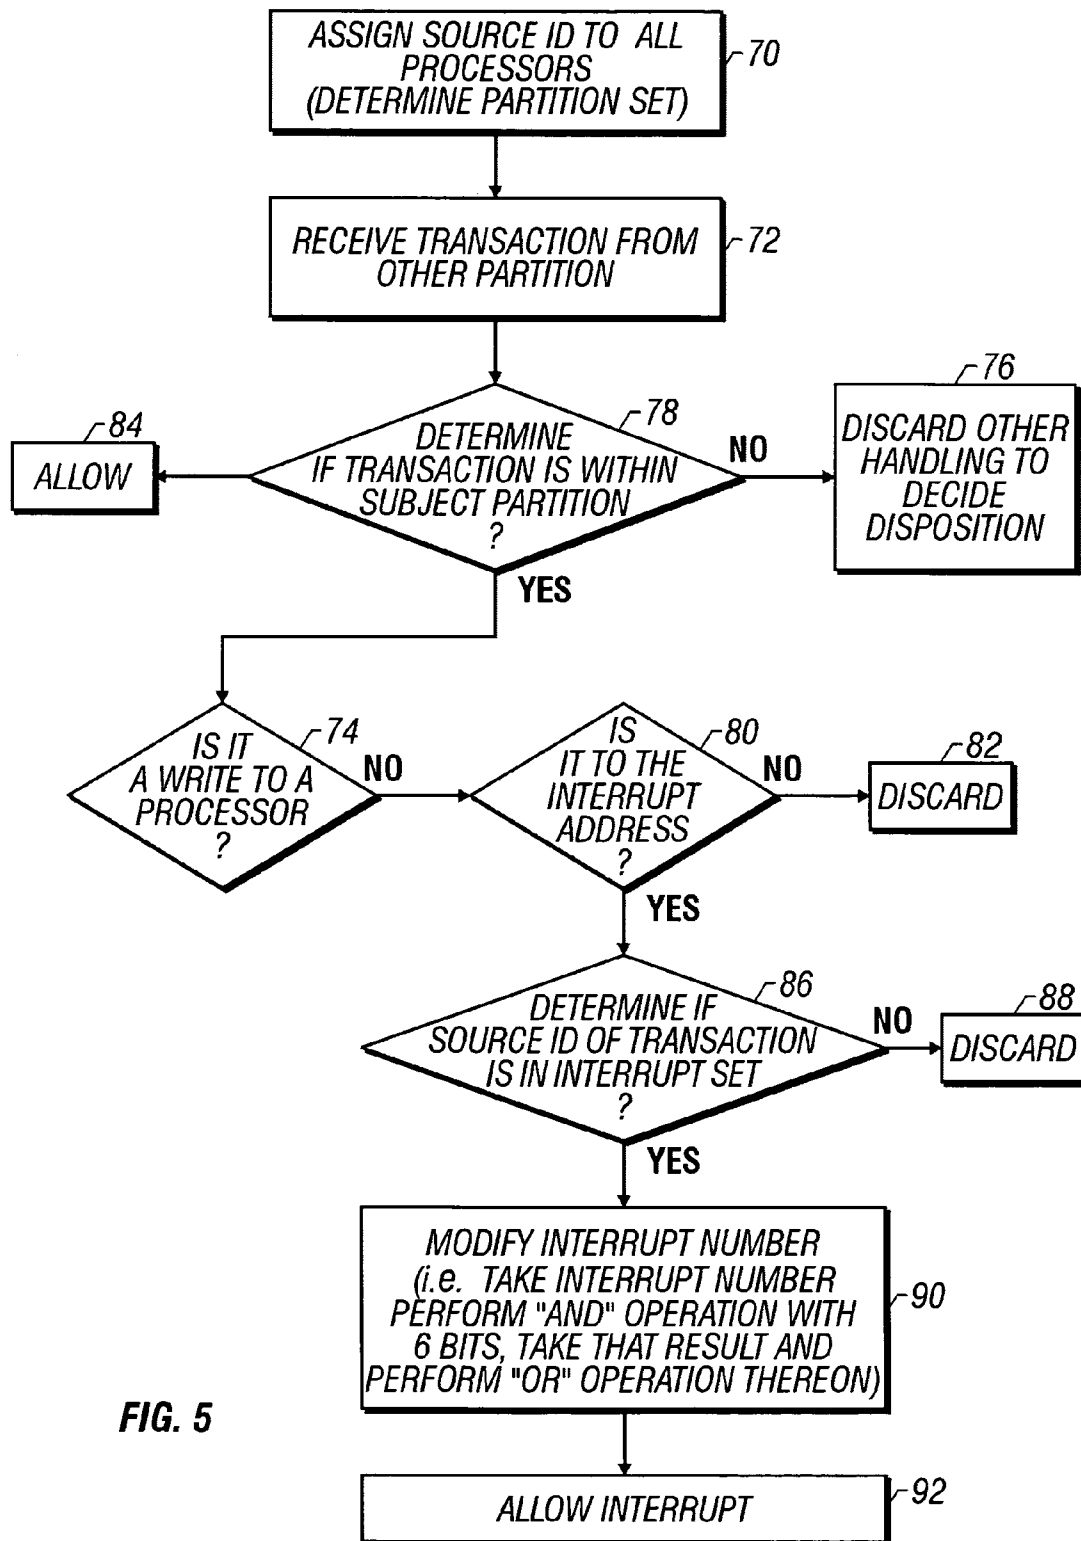 ASSIGN SOURCE ID TO ALL
PROCESSORS
(DETERMINE PARTITION SET)
70
RECEIVE TRANSACTION FROM
OTHER PARTITION
72
DETERMINE
IF TRANSACTION IS WITHIN
SUBJECT PARTITION
?
78
84
ALLOW
NO
76
DISCARD OTHER
HANDLING TO
DECIDE
DISPOSITION
YES
IS IT
A WRITE TO A
PROCESSOR
?
74
NO
IS
IT TO THE
INTERRUPT
ADDRESS
?
80
NO
82
DISCARD
YES
DETERMINE IF
SOURCE ID OF TRANSACTION
IS IN INTERRUPT SET
?
86
NO
88
DISCARD
YES
MODIFY INTERRUPT NUMBER
(i.e. TAKE INTERRUPT NUMBER
PERFORM "AND" OPERATION WITH
6 BITS, TAKE THAT RESULT AND
PERFORM "OR" OPERATION THEREON)
90
FIG. 5
ALLOW INTERRUPT
92